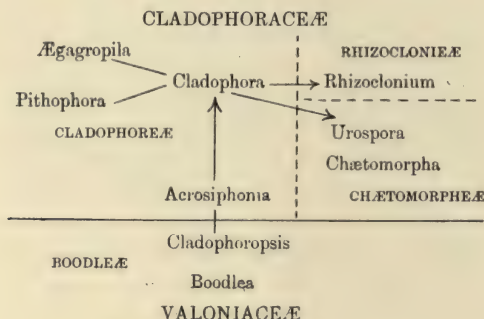 CLADOPHORACEÆ
Ægagropila
RHIZOCLONIEÆ
Cladophora
Rhizoclonium
Pithophora
CLADOPHOREÆ
Urospora
Chætomorpha
Acrosiphonia
CHÆTOMORPHEÆ
Cladophoropsis
BOODLEÆ
Boodlea
VALONIACEÆ